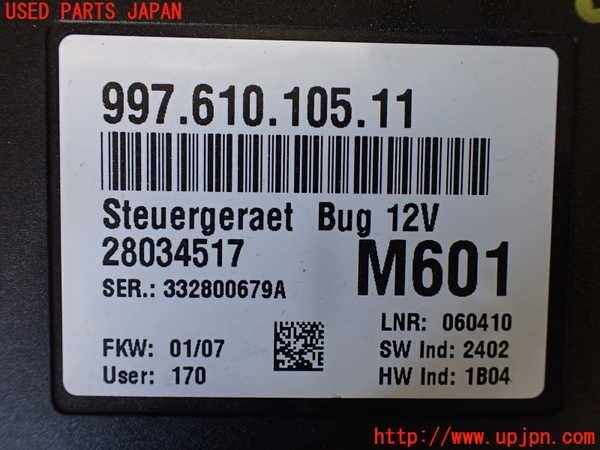 USED PARTS JAPAN
997.610.105.11
Steuergeraet Bug 12V
28034517
M601
SER.: 332800679A
LNR: 060410
FKW: 01/07
SW Ind: 2402
User: 170
HW Ind: 1B04
http://www.upjpn.com/